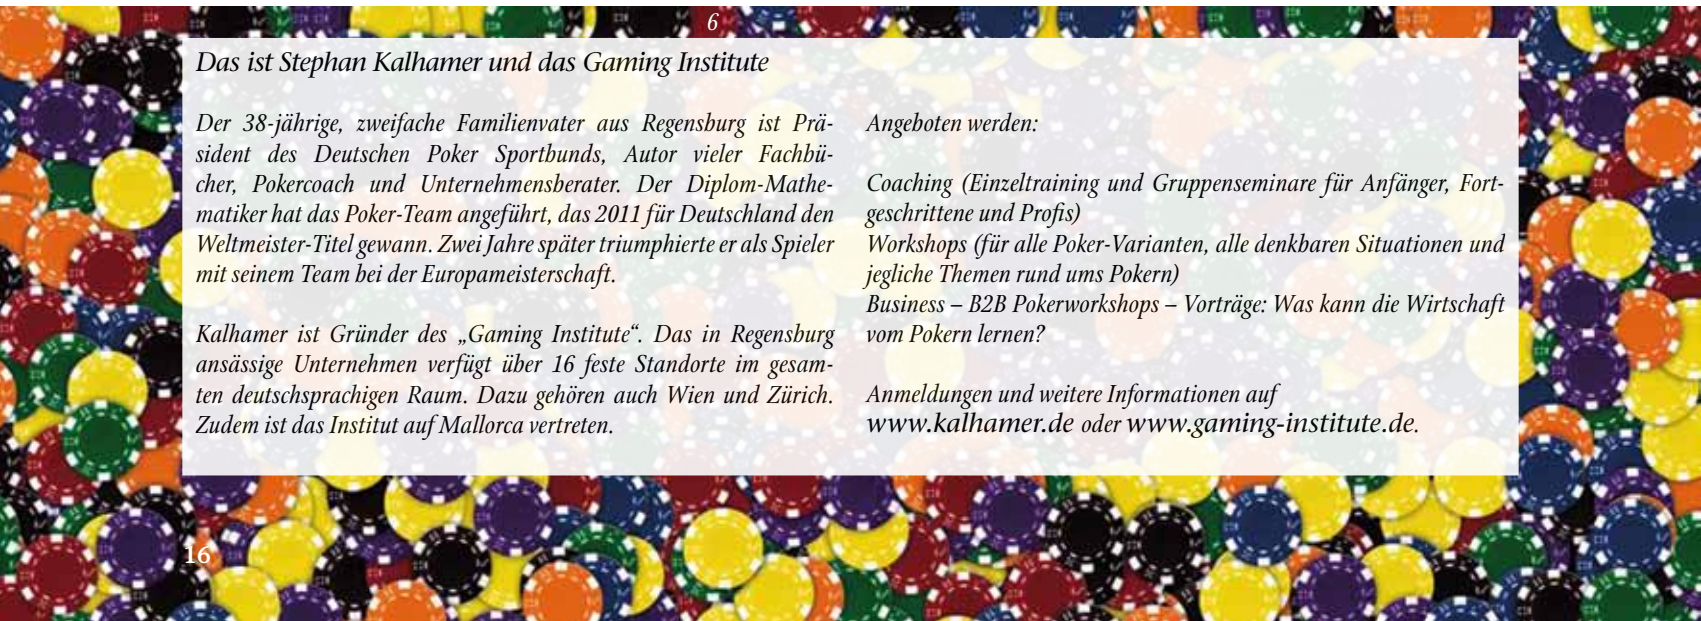 6
Das ist Stephan Kalhamer und das Gaming Institute
Der 38-jährige, zweifache Familienvater aus Regensburg ist Prä-
sident des Deutschen Poker Sportbunds, Autor vieler Fachbü-
cher, Pokercoach und Unternehmensberater. Der Diplom-Mathe-
matiker hat das Poker-Team angeführt, das 2011 für Deutschland den
Weltmeister-Titel gewann. Zwei Jahre später triumphierte er als Spieler
mit seinem Team bei der Europameisterschaft.
Kalhamer ist Gründer des „Gaming Institute“. Das in Regensburg
ansässige Unternehmen verfügt über 16 feste Standorte im gesam-
ten deutschsprachigen Raum. Dazu gehören auch Wien und Zürich.
Zudem ist das Institut auf Mallorca vertreten.
Angeboten werden:
Coaching (Einzeltraining und Gruppenseminare für Anfänger, Fort-
geschrittene und Profis)
Workshops (für alle Poker-Varianten, alle denkbaren Situationen und
jegliche Themen rund ums Pokern)
Business – B2B Pokerworkshops – Vorträge: Was kann die Wirtschaft
vom Pokern lernen?
Anmeldungen und weitere Informationen auf
www.kalhamer.de oder www.gaming-institute.de.
16